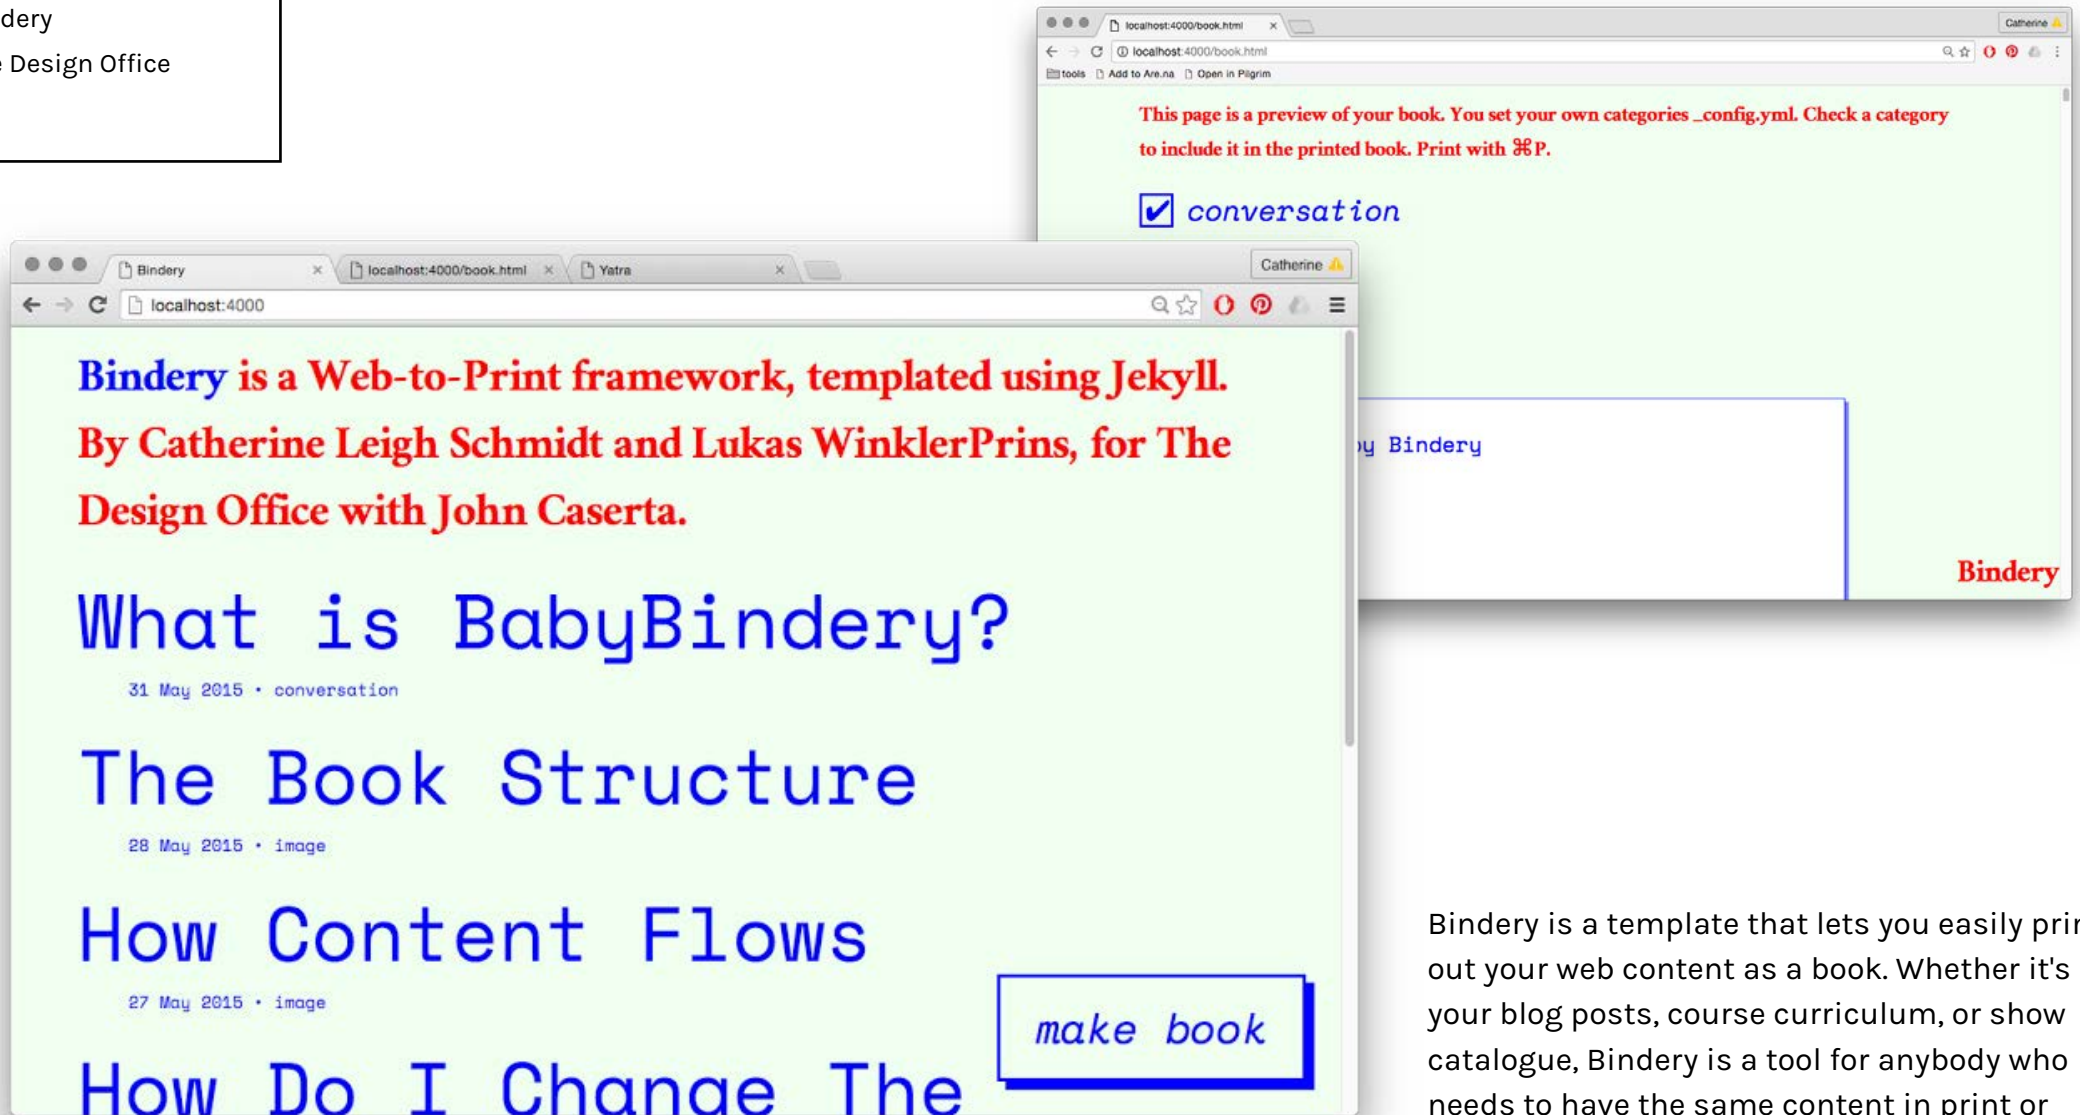 Design Office
localhost:4000/book.html
Catherine
localhost:4000/book.html
tools Add to Are.na Open in Pilgrim
This page is a preview of your book. You set your own categories _config.yml. Check a category
to include it in the printed book. Print with ⌘P.
✔ conversation
Bindery
Bindery
Bindery localhost:4000/book.html Yatra
Catherine
localhost:4000
Bindery is a Web-to-Print framework, templated using Jekyll.
By Catherine Leigh Schmidt and Lukas WinklerPrins, for The
Design Office with John Caserta.
What is BabyBindery?
31 May 2015 • conversation
The Book Structure
28 May 2015 • image
How Content Flows
27 May 2015 • image
How Do I Change The
make book
Bindery is a template that lets you easily
out your web content as a book. Whether it's
your blog posts, course curriculum, or show
catalogue, Bindery is a tool for anybody who
needs to have the same content in print or